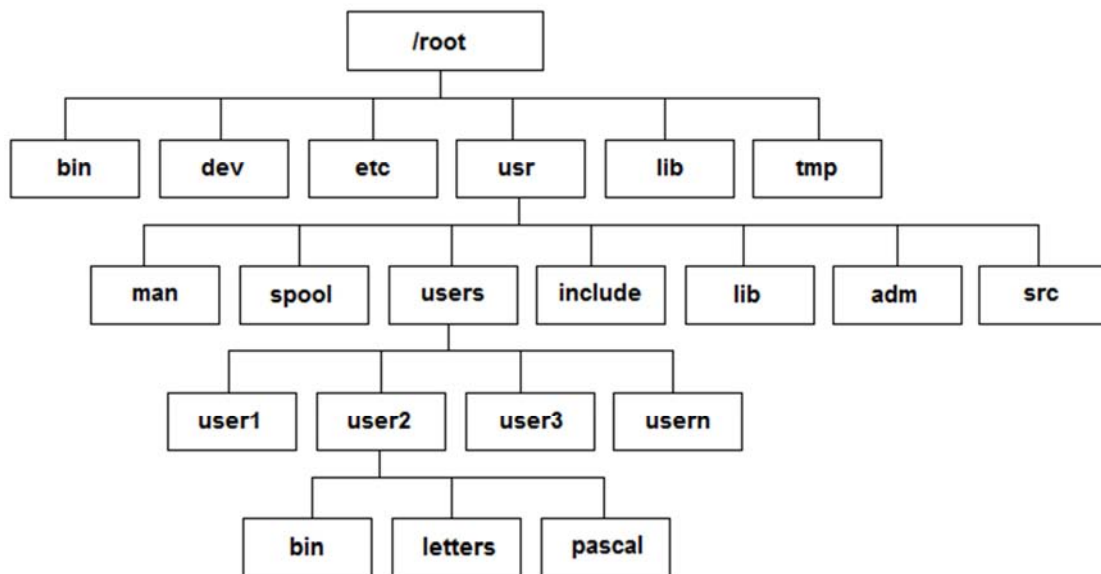 /root
bin dev etc usr lib tmp
man spool users include lib adm src
user1 user2 user3 usern
bin letters pascal